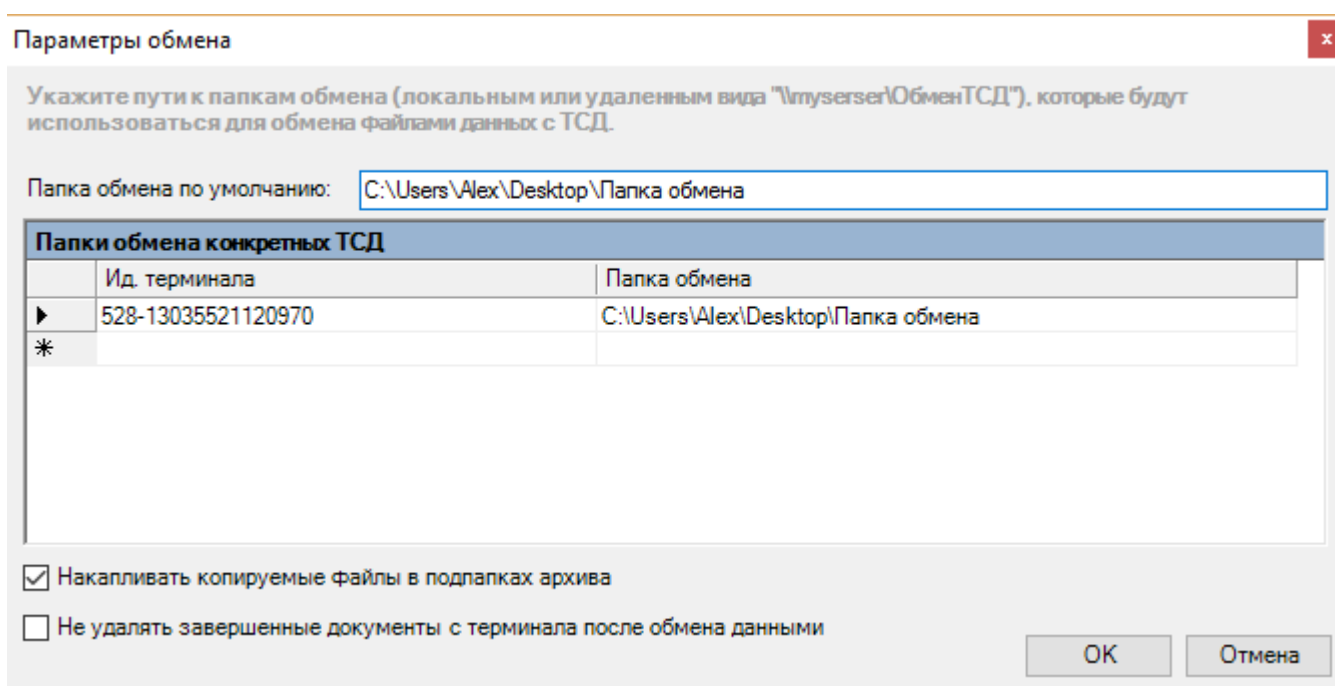 Параметры обмена
x
Укажите пути к папкам обмена (локальным или удаленным вида "\\myserser\ОбменТСД"), которые будут
использоваться для обмена файлами данных с ТСД.
Папка обмена по умолчанию: C:\Users\Alex\Desktop\Папка обмена
Папки обмена конкретных ТСД
Ид. терминала Папка обмена
528-13035521120970 C:\Users\Alex\Desktop\Папка обмена
Накапливать копируемые файлы в подпапках архива
Не удалять завершенные документы с терминала после обмена данными
OK Отмена